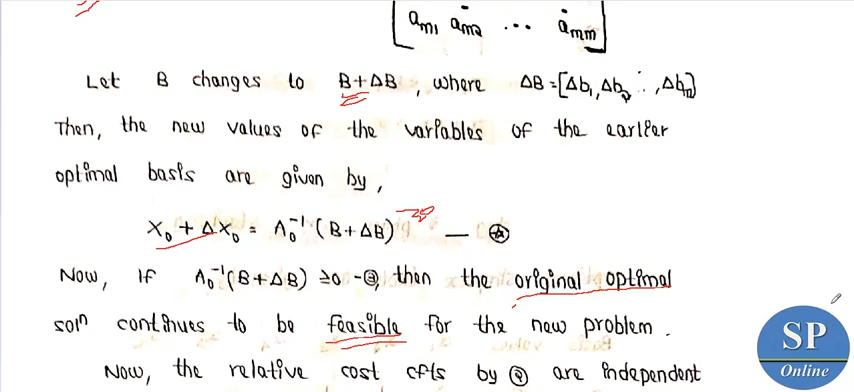 a_m1 a_m2 ... a_mm
Let B changes to B+ΔB, where ΔB=[Δb₁, Δb₂, ..., Δbₘ]
Then, the new values of the variables of the earlier
optimal basis are given by,
X₀ + ΔX₀ = A₀⁻¹ (B+ΔB) — ⊛
Now, if A₀⁻¹(B+ΔB) ≥0 -③, then the original optimal
soln continues to be feasible for the new problem.
Now, the relative cost cfts by ② are independent
SP
Online